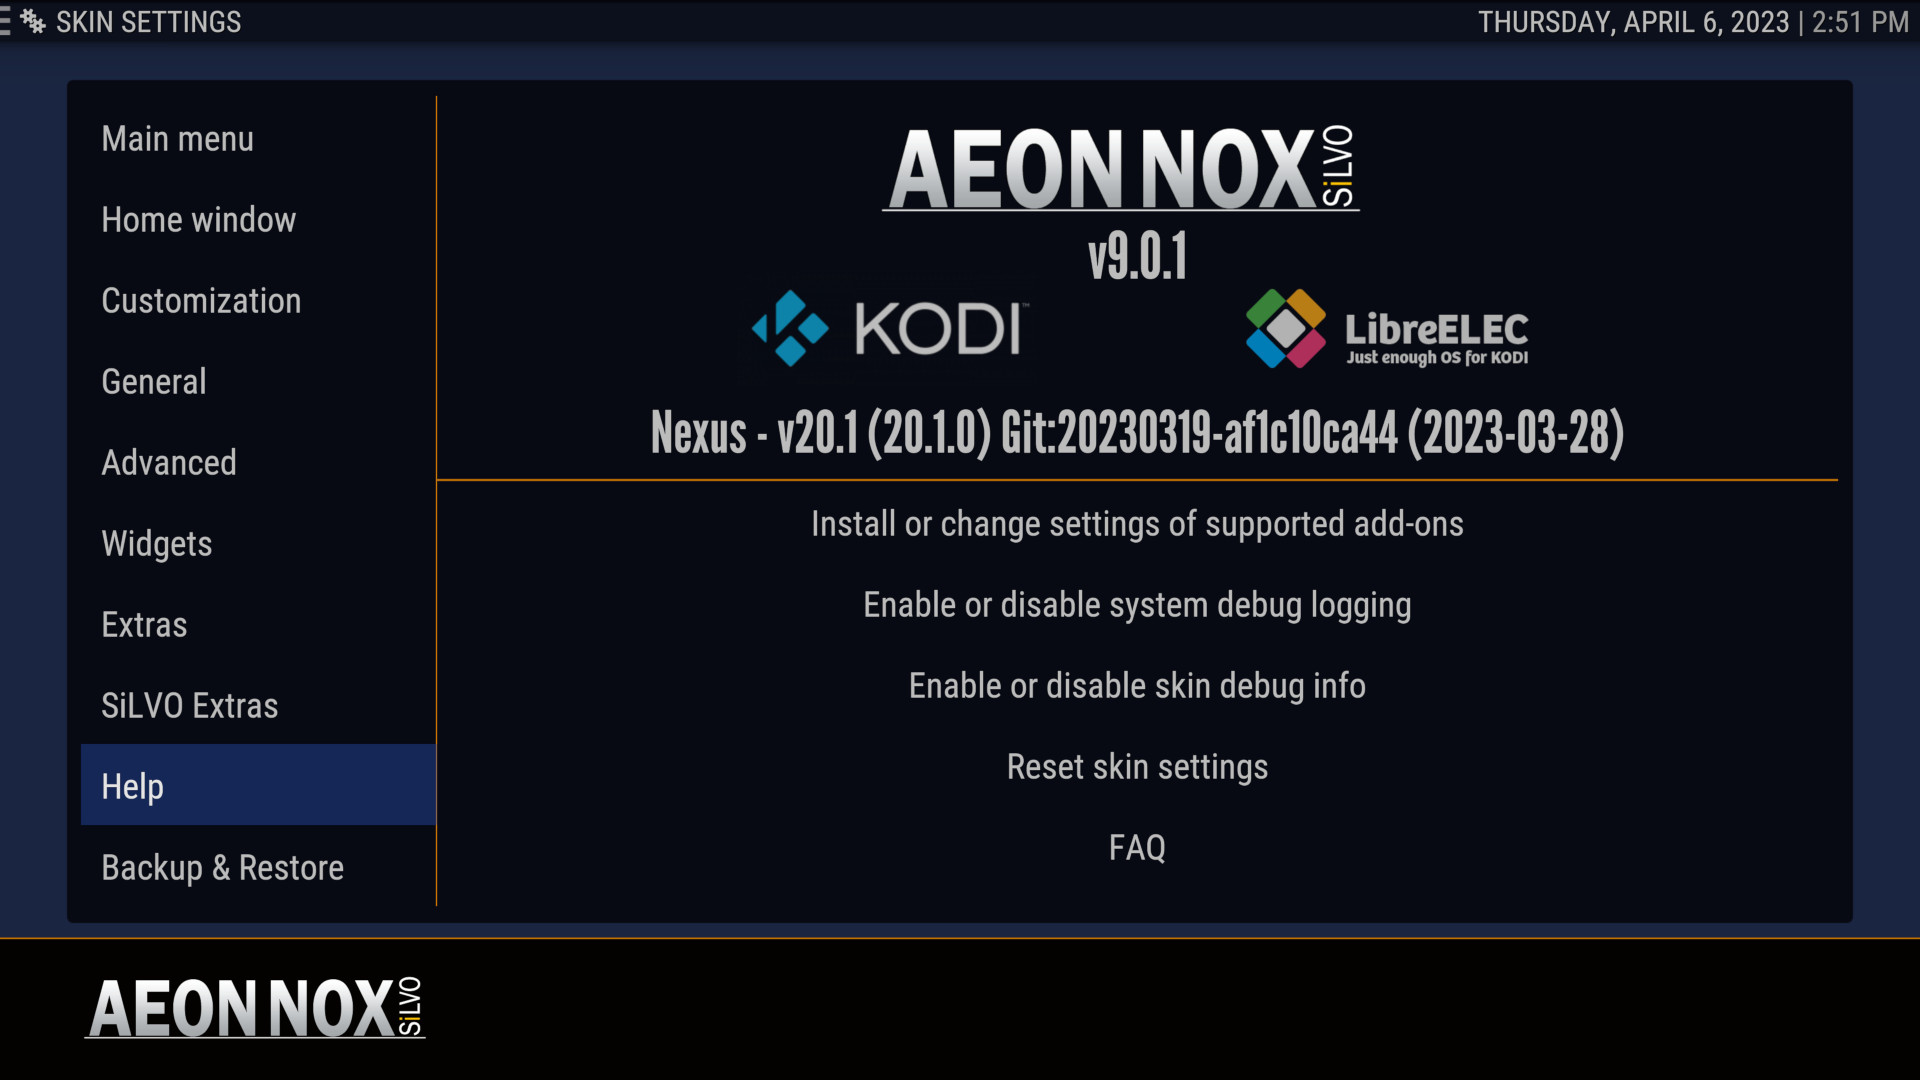 SKIN SETTINGS
THURSDAY, APRIL 6, 2023 | 2:51 PM
Main menu
Home window
Customization
General
Advanced
Widgets
Extras
SiLVO Extras
Help
Backup & Restore
AEON NOX SiLVO
v9.0.1
KODI™
LibreELEC
Just enough OS for KODI
Nexus - v20.1 (20.1.0) Git:20230319-af1c10ca44 (2023-03-28)
Install or change settings of supported add-ons
Enable or disable system debug logging
Enable or disable skin debug info
Reset skin settings
FAQ
AEON NOX SiLVO